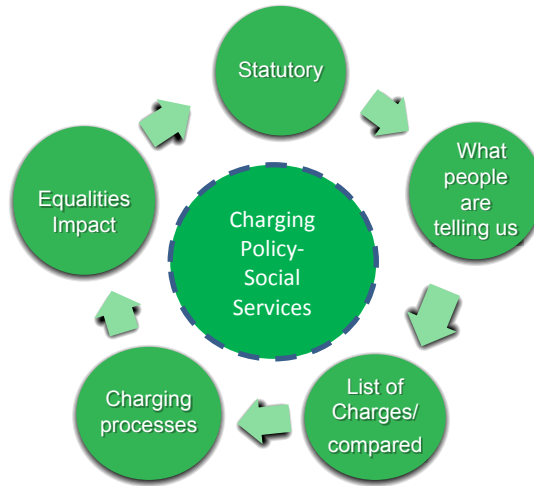 Statutory
What
people
are
telling us
List of
Charges/
compared
Charging
processes
Equalities
Impact
Charging
Policy-
Social
Services